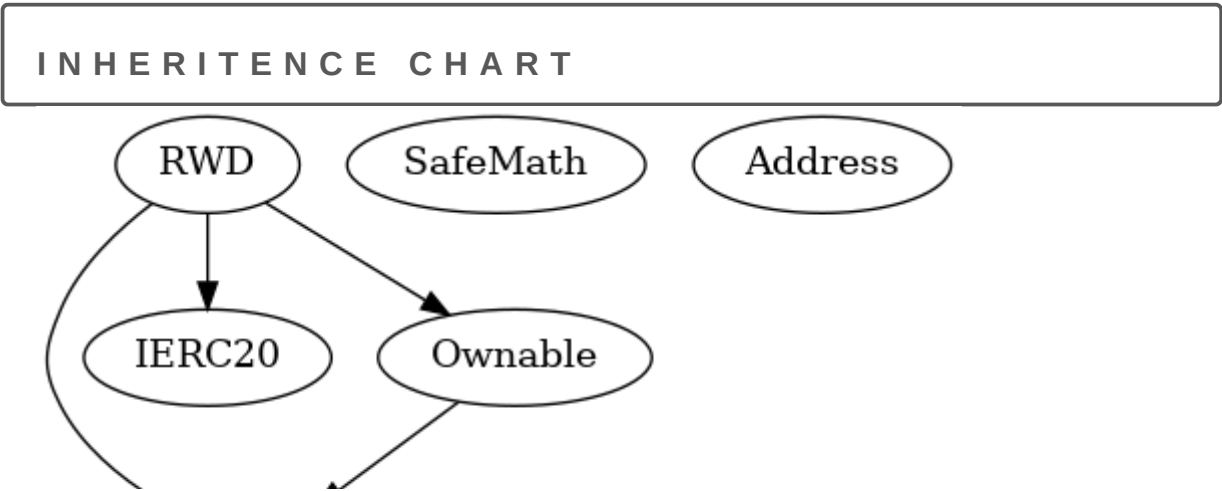 INHERITENCE CHART
RWD SafeMath Address
IERC20 Ownable